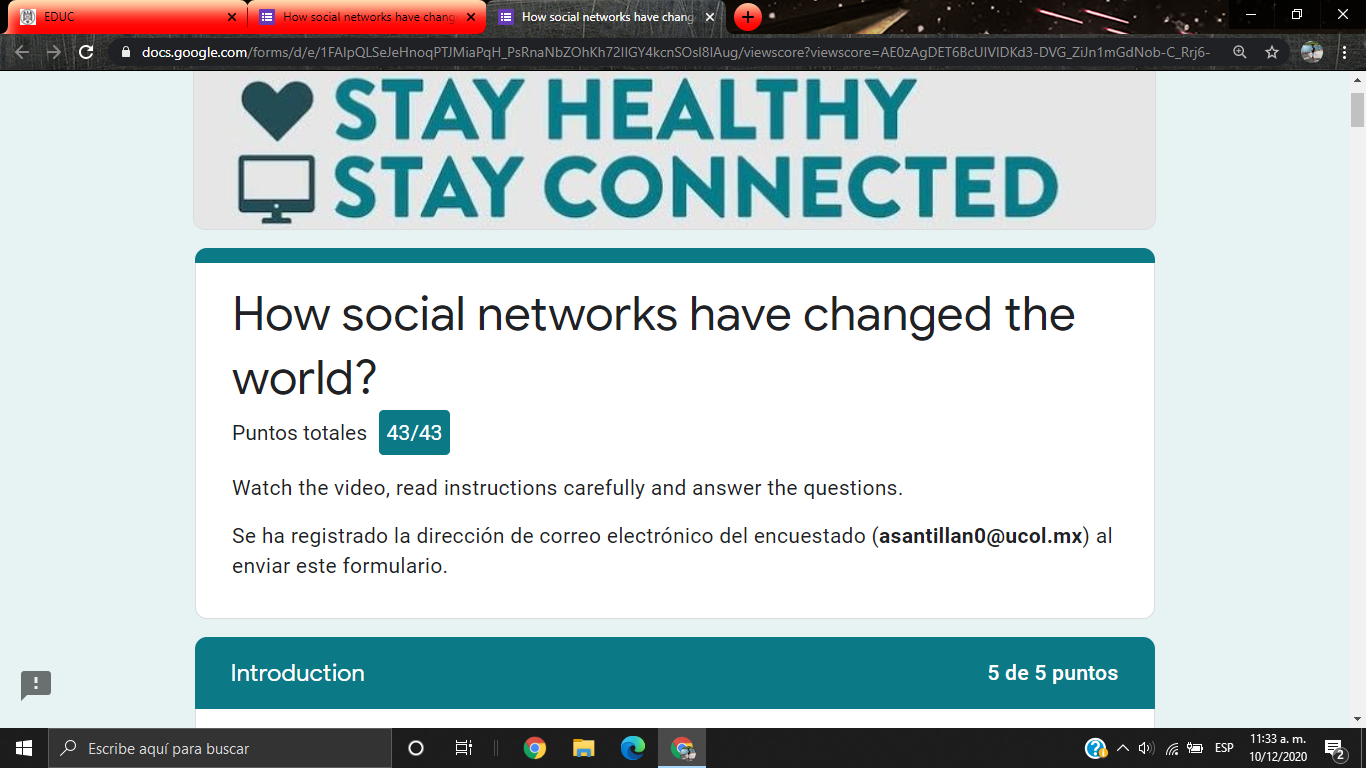 EDUC
How social networks have chang
How social networks have chang
docs.google.com/forms/d/e/1FAIpQLSeJeHnoqPTJMiaPqH_PsRnaNbZOhKh72IIGY4kcnSOsI8IAug/viewscore?viewscore=AE0zAgDET6BcUIVIDKd3-DVG_ZiJn1mGdNob-C_Rrj6-
STAY HEALTHY
STAY CONNECTED
How social networks have changed the
world?
Puntos totales 43/43
Watch the video, read instructions carefully and answer the questions.
Se ha registrado la dirección de correo electrónico del encuestado (asantillan0@ucol.mx) al
enviar este formulario.
Introduction 5 de 5 puntos
Escribe aquí para buscar
ESP
11:33 a. m.
10/12/2020
2